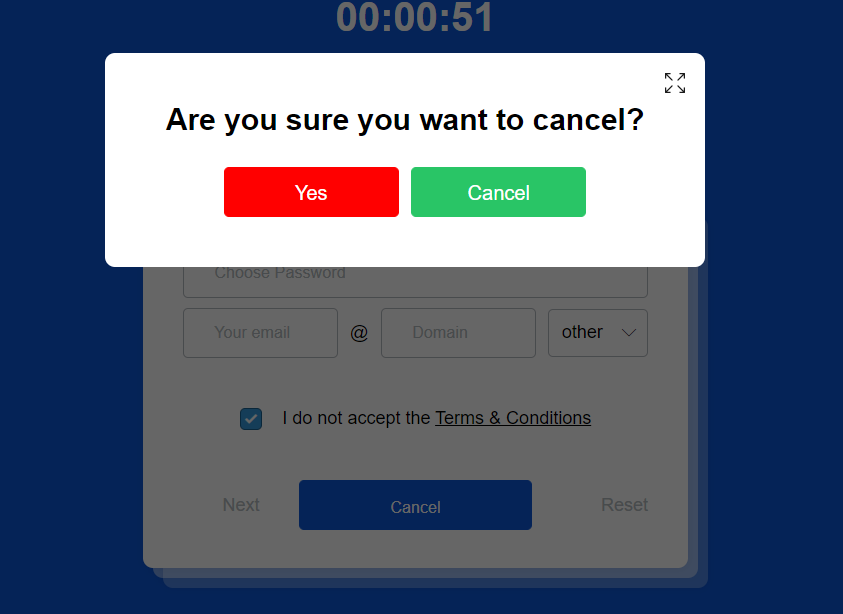 00:00:51
Are you sure you want to cancel?
Yes Cancel
Choose Password
Your email @ Domain other
I do not accept the Terms & Conditions
Next Cancel Reset